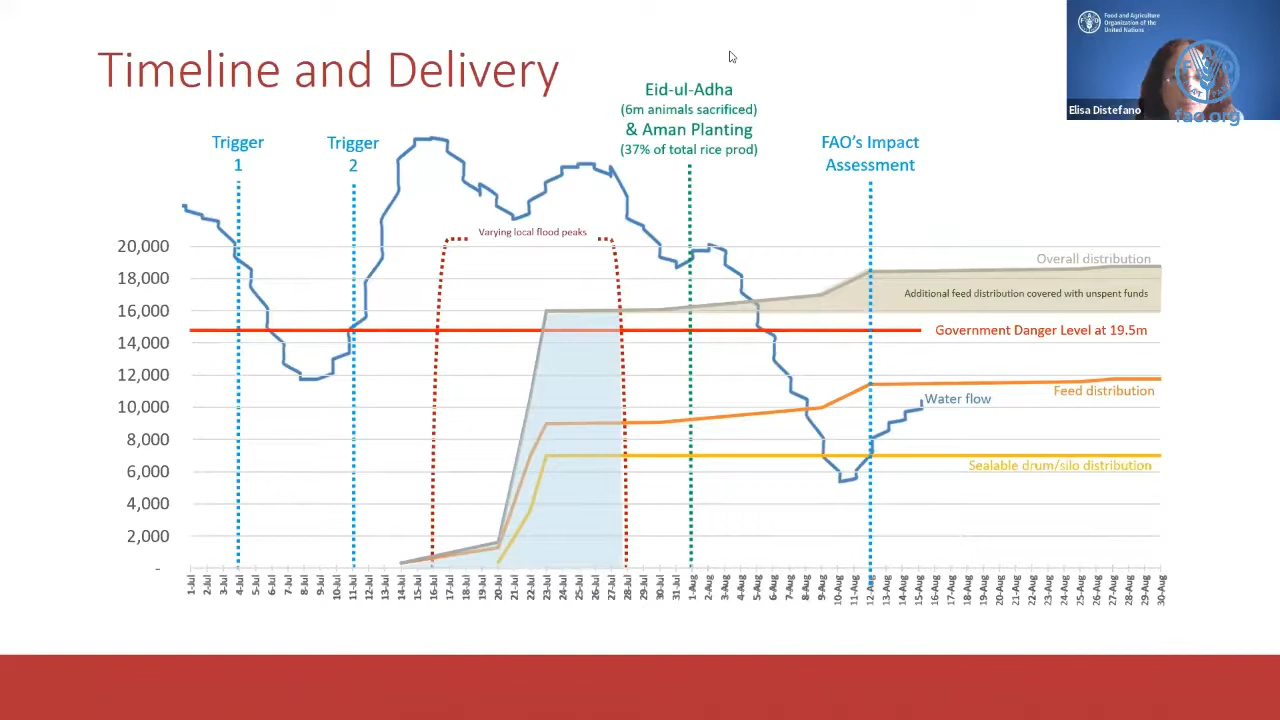 Timeline and Delivery
Food and Agriculture
Organization of the
United Nations
FAO
fao.org
Elisa Distefano
Eid-ul-Adha
(6m animals sacrificed)
& Aman Planting
(37% of total rice prod)
Trigger
1
Trigger
2
FAO's Impact
Assessment
Varying local flood peaks
20,000
18,000
16,000
14,000
12,000
10,000
8,000
6,000
4,000
2,000
-
Overall distribution
Additional feed distribution covered with unspent funds
Government Danger Level at 19.5m
Feed distribution
Water flow
Sealable drum/silo distribution
1-Jul
2-Jul
3-Jul
4-Jul
5-Jul
6-Jul
7-Jul
8-Jul
9-Jul
10-Jul
11-Jul
12-Jul
13-Jul
14-Jul
15-Jul
16-Jul
17-Jul
18-Jul
19-Jul
20-Jul
21-Jul
22-Jul
23-Jul
24-Jul
25-Jul
26-Jul
27-Jul
28-Jul
29-Jul
30-Jul
31-Jul
1-Aug
2-Aug
3-Aug
4-Aug
5-Aug
6-Aug
7-Aug
8-Aug
9-Aug
10-Aug
11-Aug
12-Aug
13-Aug
14-Aug
15-Aug
16-Aug
17-Aug
18-Aug
19-Aug
20-Aug
21-Aug
22-Aug
23-Aug
24-Aug
25-Aug
26-Aug
27-Aug
28-Aug
29-Aug
30-Aug